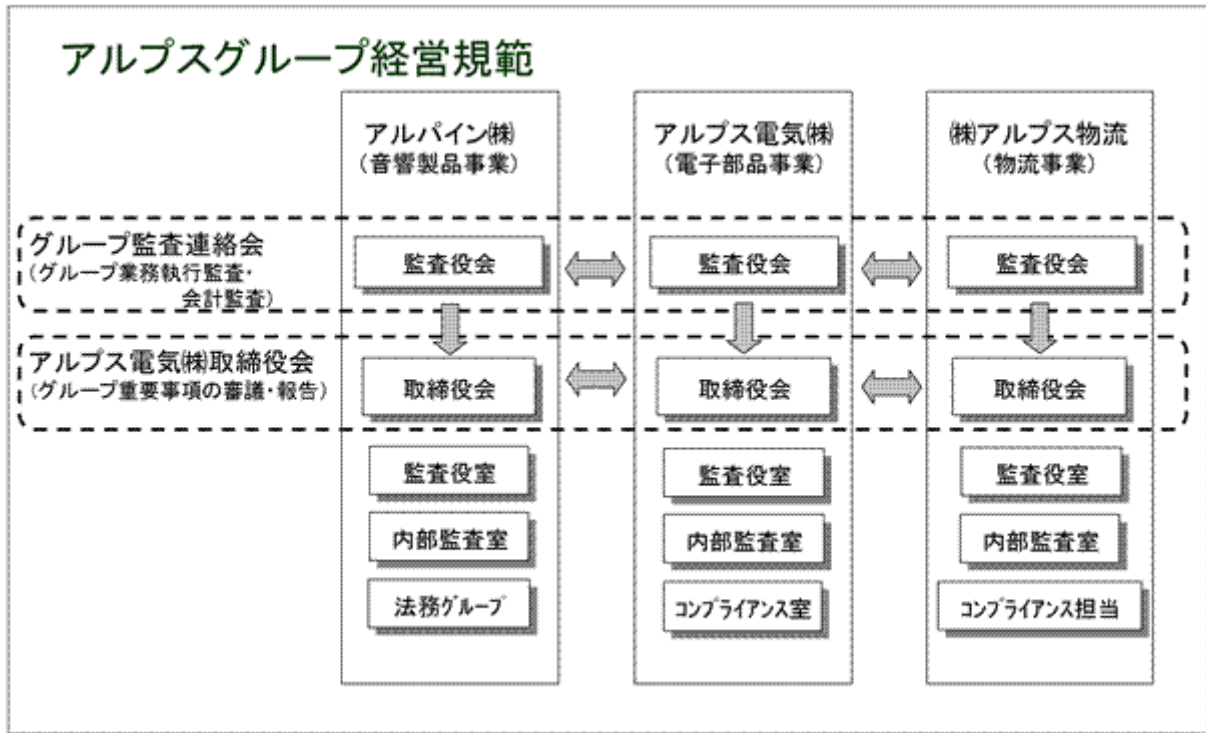 アルプスグループ経営規範
アルパイン㈱
（音響製品事業）
アルプス電気㈱
（電子部品事業）
㈱アルプス物流
（物流事業）
グループ監査連絡会
（グループ業務執行監査・
会計監査）
監査役会
監査役会
監査役会
アルプス電気㈱取締役会
（グループ重要事項の審議・報告）
取締役会
取締役会
取締役会
監査役室
監査役室
監査役室
内部監査室
内部監査室
内部監査室
法務ｸﾞﾙｰﾌﾟ
ｺﾝﾌﾟﾗｲｱﾝｽ室
ｺﾝﾌﾟﾗｲｱﾝｽ担当